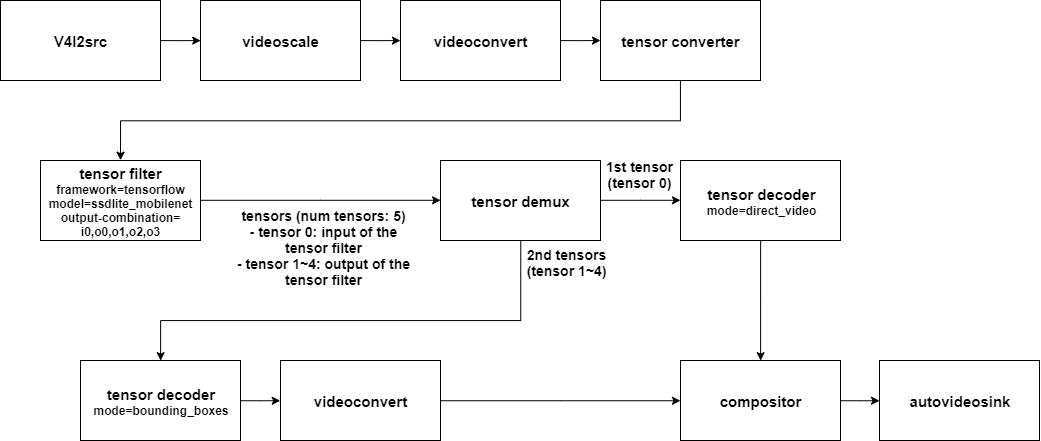 V4l2src
videoscale
videoconvert
tensor converter
tensor filter
framework=tensorflow
model=ssdlite_mobilenet
output-combination=
i0,o0,o1,o2,o3
tensors (num tensors: 5)
- tensor 0: input of the
tensor filter
- tensor 1~4: output of the
tensor filter
tensor demux
1st tensor
(tensor 0)
tensor decoder
mode=direct_video
2nd tensors
(tensor 1~4)
tensor decoder
mode=bounding_boxes
videoconvert
compositor
autovideosink